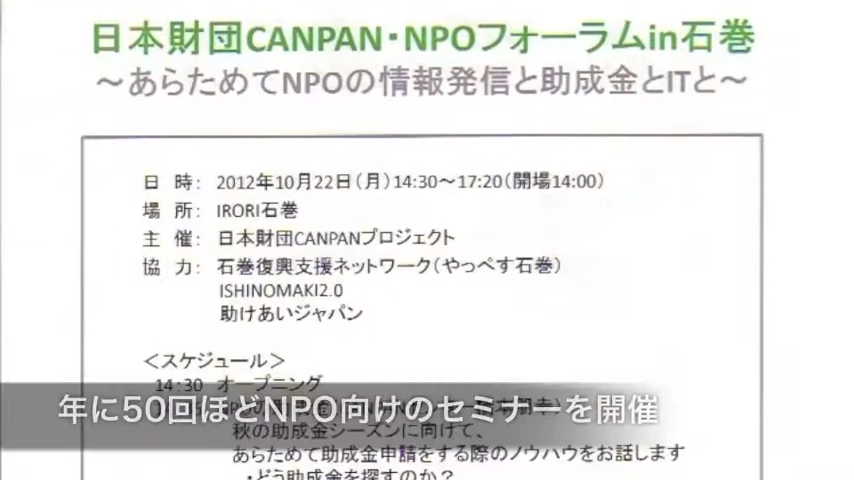 日本財団CANPAN・NPOフォーラムin石巻
～あらためてNPOの情報発信と助成金とITと～
日 時： 2012年10月22日（月）14:30～17:20（開場14:00）
場 所： IRORI石巻
主 催： 日本財団CANPANプロジェクト
協 力： 石巻復興支援ネットワーク（やっぺす石巻）
ISHINOMAKI2.0
助けあいジャパン
＜スケジュール＞
14:30 オープニング
年に50回ほどNPO向けのセミナーを開催
秋の助成金シーズンに向けて、
あらためて助成金申請をする際のノウハウをお話します
・どう助成金を探すのか？